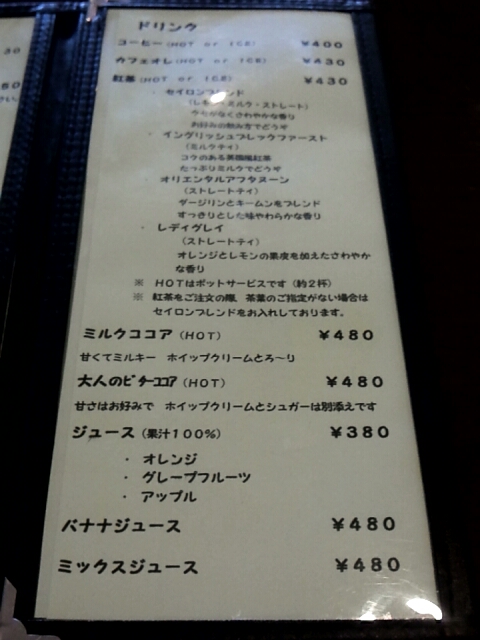 ドリンク
コーヒー(HOT or ICE) ￥400
カフェオレ(HOT or ICE) ￥430
紅茶(HOT or ICE) ￥430
・ セイロンブレンド
(レモン・ミルク・ストレート)
クセがなくさわやかな香り
お好みの飲み方でどうぞ
・ イングリッシュブレックファースト
(ミルクティ)
コクのある英国風紅茶
たっぷりミルクでどうぞ
オリエンタルアフタヌーン
(ストレートティ)
ダージリンとキームンをブレンド
すっきりとした味やわらかな香り
・ レディグレイ
(ストレートティ)
オレンジとレモンの果皮を加えたさわやか
な香り
※ HOTはポットサービスです(約2杯)
※ 紅茶をご注文の際、茶葉のご指定がない場合は
セイロンブレンドをお入れしております。
ミルクココア(HOT) ￥480
甘くてミルキー ホイップクリームとろ～り
大人のビターココア(HOT) ￥480
甘さはお好みで ホイップクリームとシュガーは別添えです
ジュース(果汁100%) ￥380
・ オレンジ
・ グレープフルーツ
・ アップル
バナナジュース ￥480
ミックスジュース ￥480